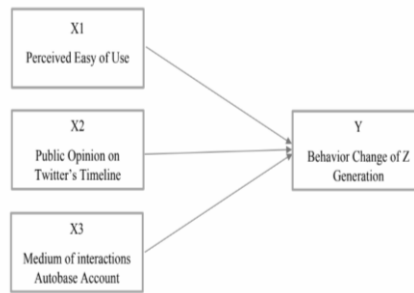 X1
Perceived Easy of Use
X2
Public Opinion on
Twitter's Timeline
Y
Behavior Change of Z
Generation
X3
Medium of interactions
Autobase Account